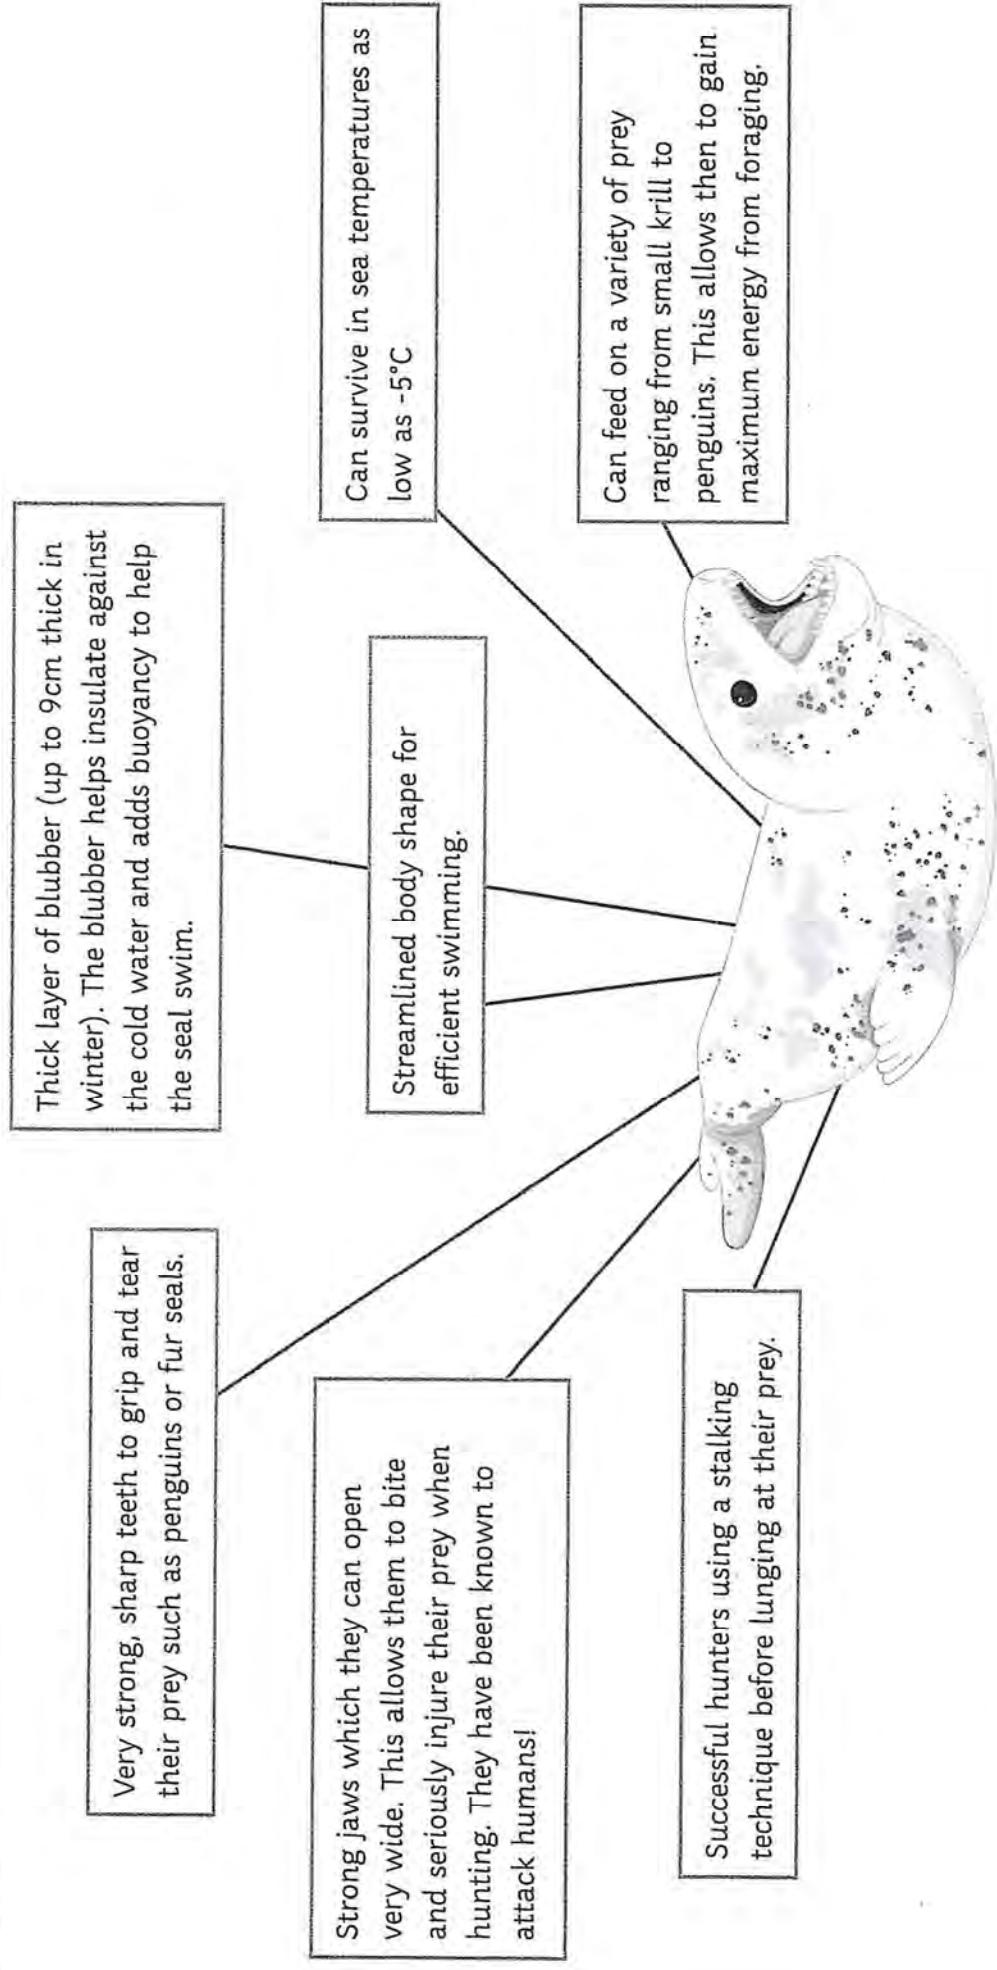 Thick layer of blubber (up to 9cm thick in
winter). The blubber helps insulate against
the cold water and adds buoyancy to help
the seal swim.
Very strong, sharp teeth to grip and tear
their prey such as penguins or fur seals.
Can survive in sea temperatures as
low as -5°C
Streamlined body shape for
efficient swimming.
Strong jaws which they can open
very wide. This allows them to bite
and seriously injure their prey when
hunting. They have been known to
attack humans!
Can feed on a variety of prey
ranging from small krill to
penguins. This allows then to gain
maximum energy from foraging.
Successful hunters using a stalking
technique before lunging at their prey.